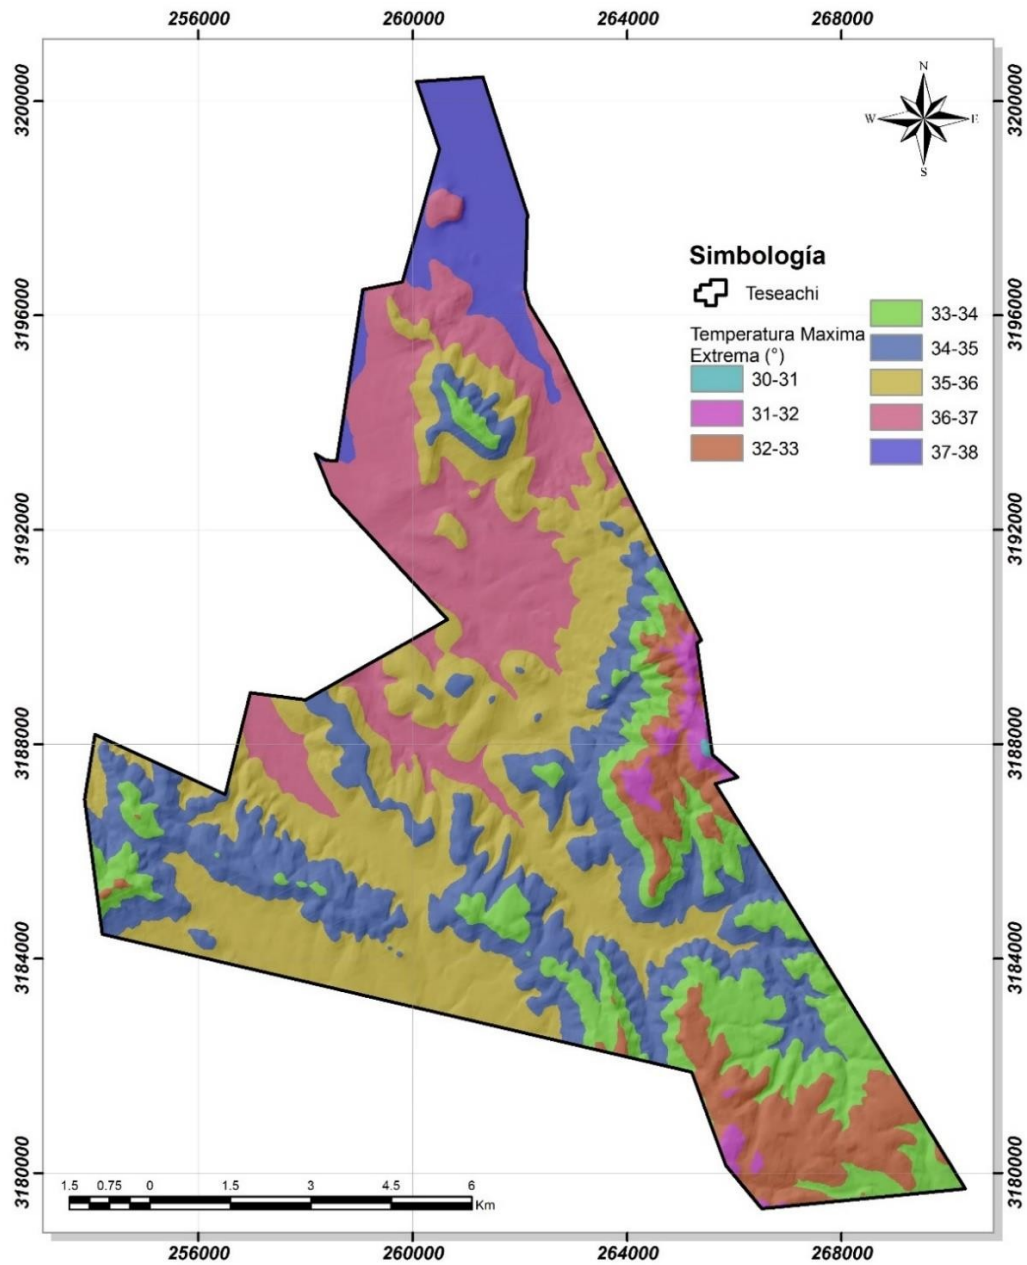 256000 260000 264000 268000
3200000 3200000
N
W E
S
Simbología
Teseachi
3196000 3196000
Temperatura Maxima
Extrema (°)
30-31
31-32
32-33
33-34
34-35
35-36
36-37
37-38
3192000 3192000
3188000 3188000
3184000 3184000
3180000 3180000
1.5 0.75 0 1.5 3 4.5 6
Km
256000 260000 264000 268000